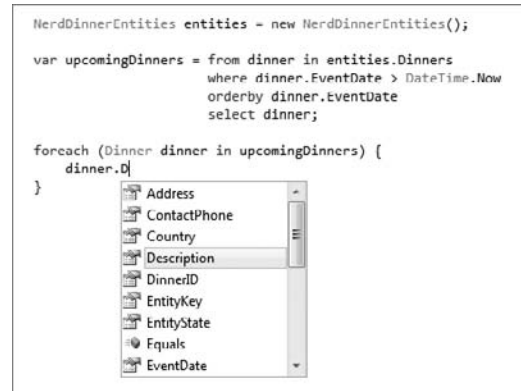 NerdDinnerEntities entities = new NerdDinnerEntities();
var upcomingDinners = from dinner in entities.Dinners
where dinner.EventDate > DateTime.Now
orderby dinner.EventDate
select dinner;
foreach (Dinner dinner in upcomingDinners) {
dinner.D
}
Address
ContactPhone
Country
Description
DinnerID
EntityKey
EntityState
Equals
EventDate